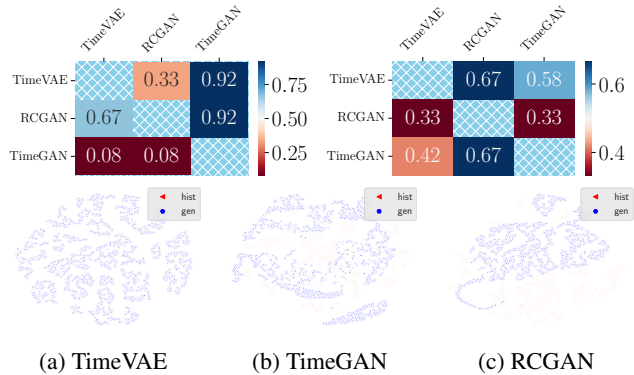 TimeVAE RCGAN TimeGAN
TimeVAE 0.33 0.92
RCGAN 0.67 0.92
TimeGAN 0.08 0.08
0.75
0.50
0.25
TimeVAE RCGAN TimeGAN
TimeVAE 0.67 0.58
RCGAN 0.33 0.33
TimeGAN 0.42 0.67
0.6
0.4
hist
gen
hist
gen
hist
gen
(a) TimeVAE (b) TimeGAN (c) RCGAN